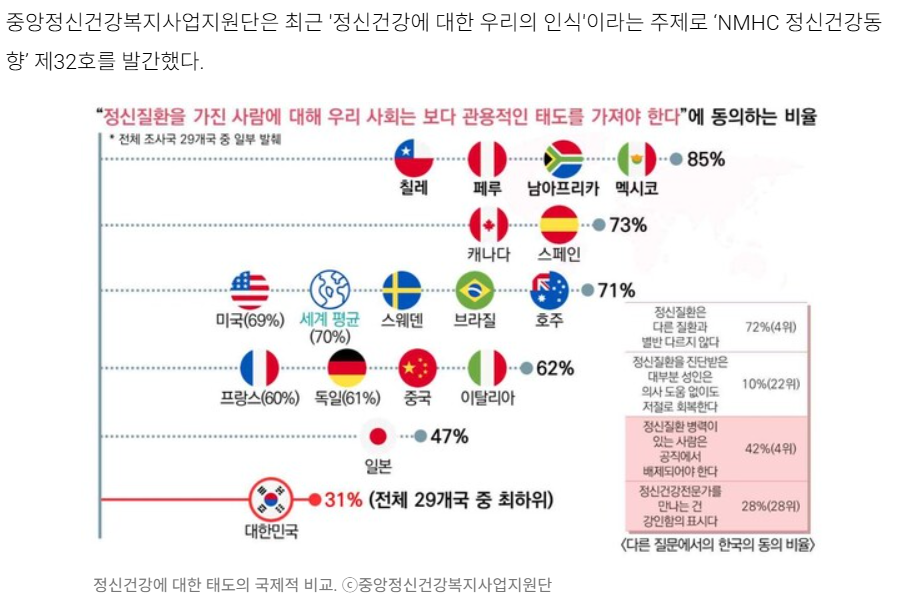 중앙정신건강복지사업지원단은 최근 '정신건강에 대한 우리의 인식'이라는 주제로 ‘NMHC 정신건강동
향’ 제32호를 발간했다.
“정신질환을 가진 사람에 대해 우리 사회는 보다 관용적인 태도를 가져야 한다”에 동의하는 비율
* 전체 조사국 29개국 중 일부 발췌
85%
칠레 페루 남아프리카 멕시코
73%
캐나다 스페인
71%
미국(69%) 세계 평균 스웨덴 브라질 호주
(70%)
62%
프랑스(60%) 독일(61%) 중국 이탈리아
47%
일본
31% (전체 29개국 중 최하위)
대한민국
정신질환은
다른 질환과
별반 다르지 않다
72%(4위)
정신질환을 진단받은
대부분 성인은
의사 도움 없이도
저절로 회복한다
10%(22위)
정신질환 병력이
있는 사람은
공직에서
배제되어야 한다
42%(4위)
정신건강전문가를
만나는 건
강인함의 표시다
28%(28위)
<다른 질문에서의 한국의 동의 비율>
정신건강에 대한 태도의 국제적 비교. ⓒ중앙정신건강복지사업지원단